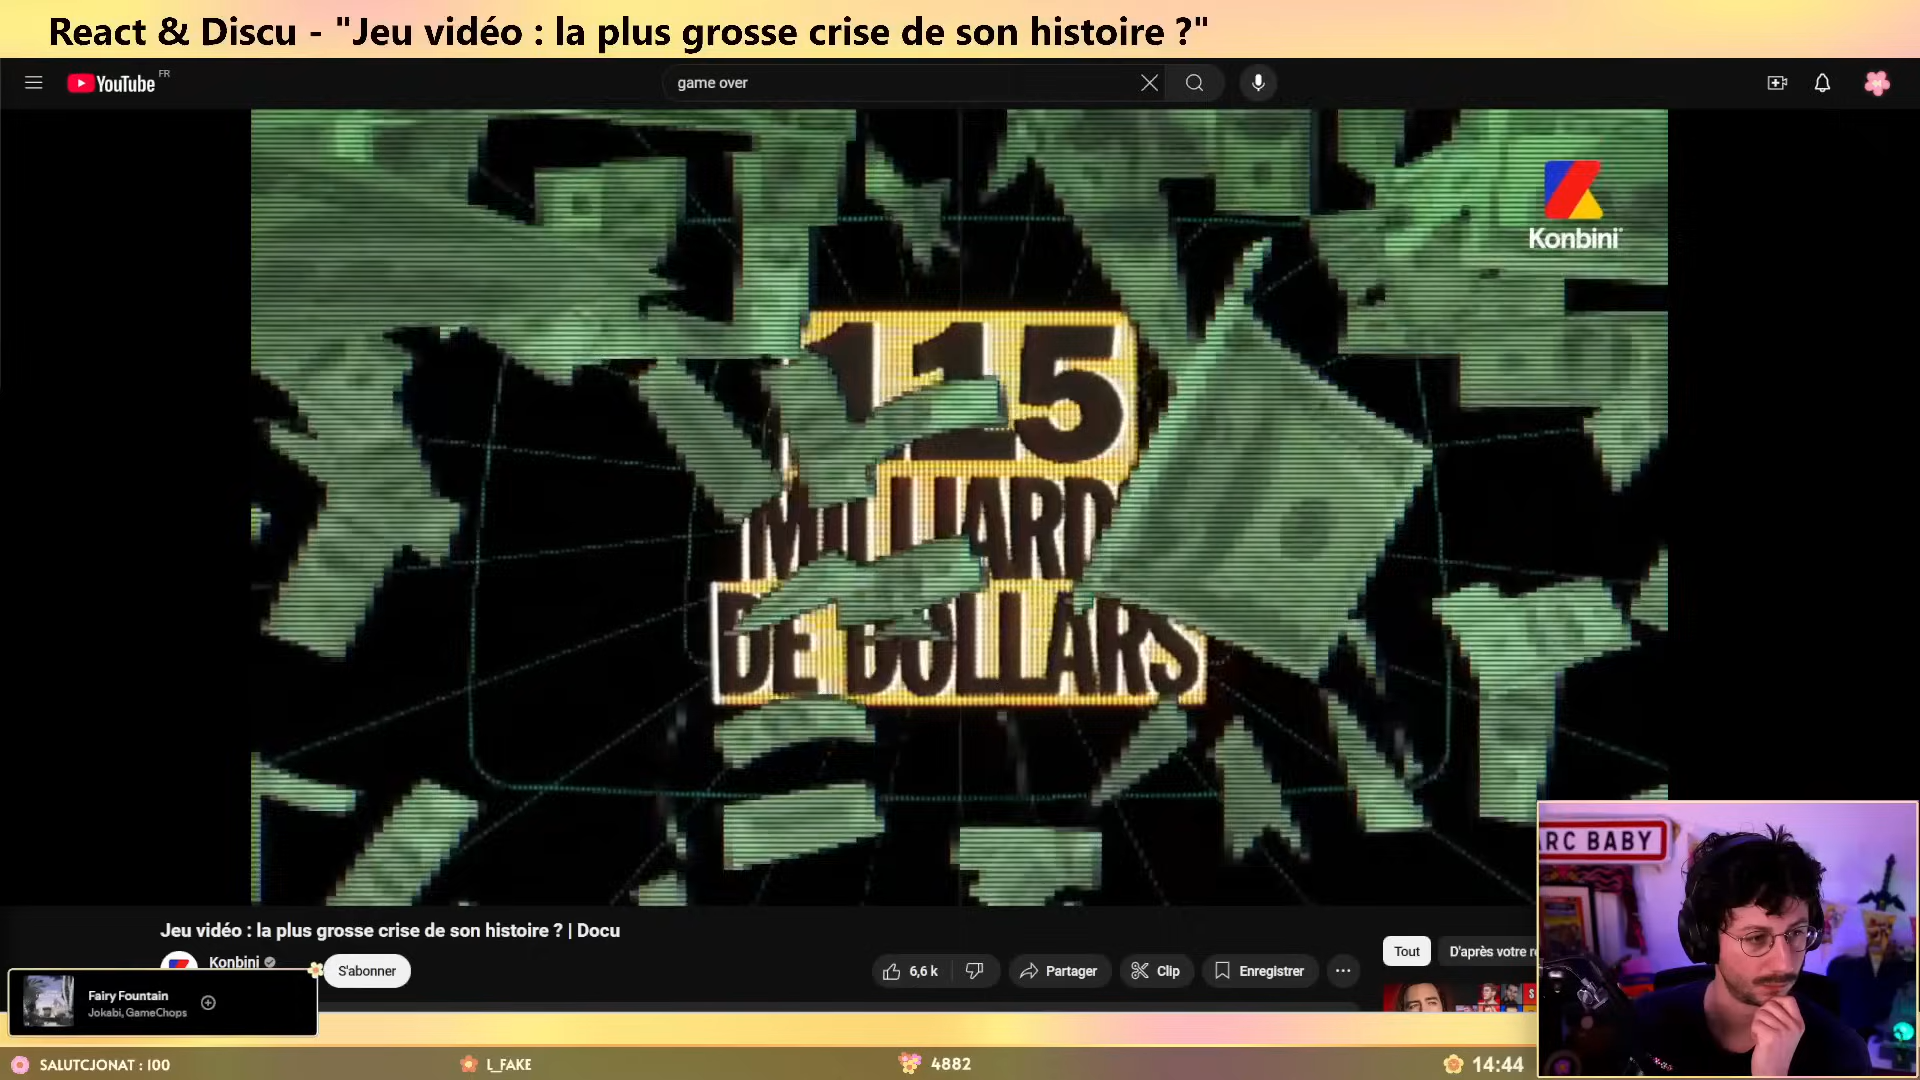 React & Discu - "Jeu vidéo : la plus grosse crise de son histoire ?"
YouTube FR
game over
Konbini
115
MILLIARD
DE DOLLARS
ARC BABY
Jeu vidéo : la plus grosse crise de son histoire ? | Docu
Konbini
S'abonner
6,6 k
Partager
Clip
Enregistrer
Tout
D'après votre
Fairy Fountain
Jokabi, GameChops
SALUTCJONAT : 100
L_FAKE
4882
14:44